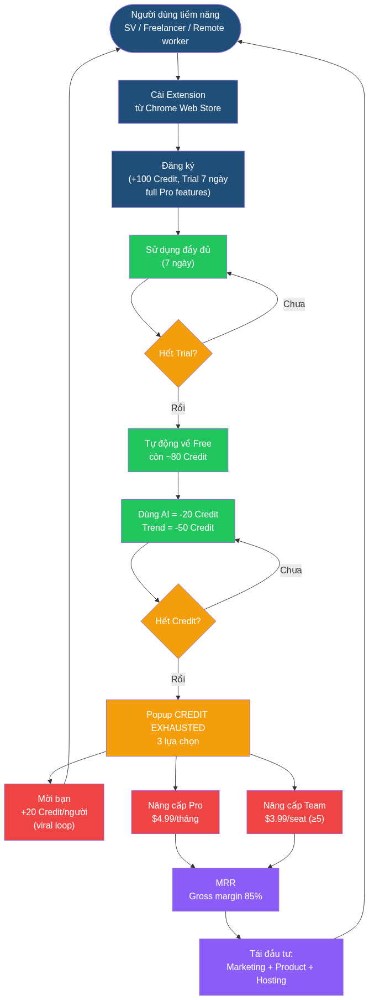 Người dùng tiềm năng
SV / Freelancer / Remote
worker
Cài Extension
từ Chrome Web Store
Đăng ký
(+100 Credit, Trial 7 ngày
full Pro features)
Sử dụng đầy đủ
(7 ngày)
Chưa
Hết Trial?
Rồi
Tự động về Free
còn ~80 Credit
Dùng AI = -20 Credit
Trend = -50 Credit
Chưa
Hết Credit?
Rồi
Popup CREDIT
EXHAUSTED
3 lựa chọn
Mời bạn
+20 Credit/người
(viral loop)
Nâng cấp Pro
$4.99/tháng
Nâng cấp Team
$3.99/seat (≥5)
MRR
Gross margin 85%
Tái đầu tư:
Marketing + Product +
Hosting